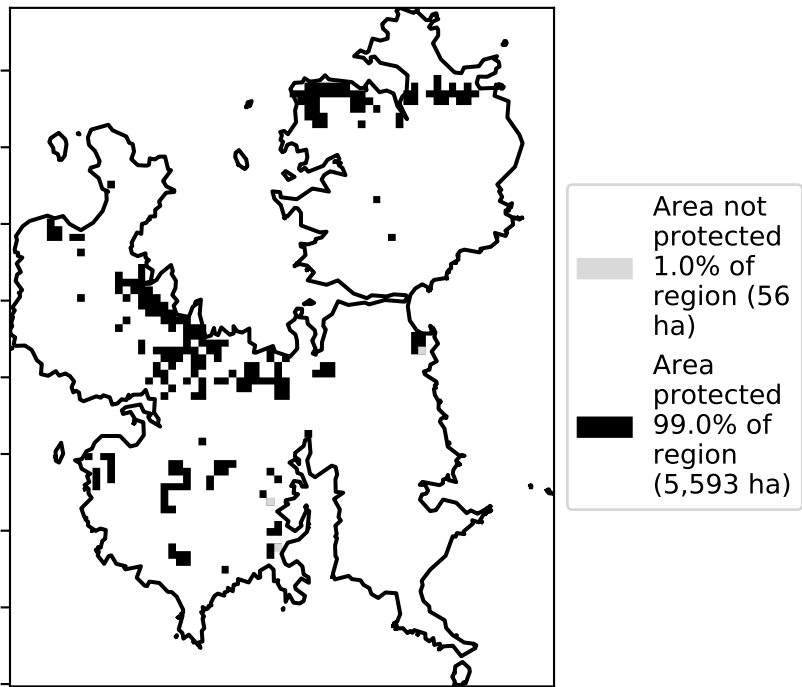 Area not
protected
1.0% of
region (56
ha)
Area
protected
99.0% of
region
(5,593 ha)